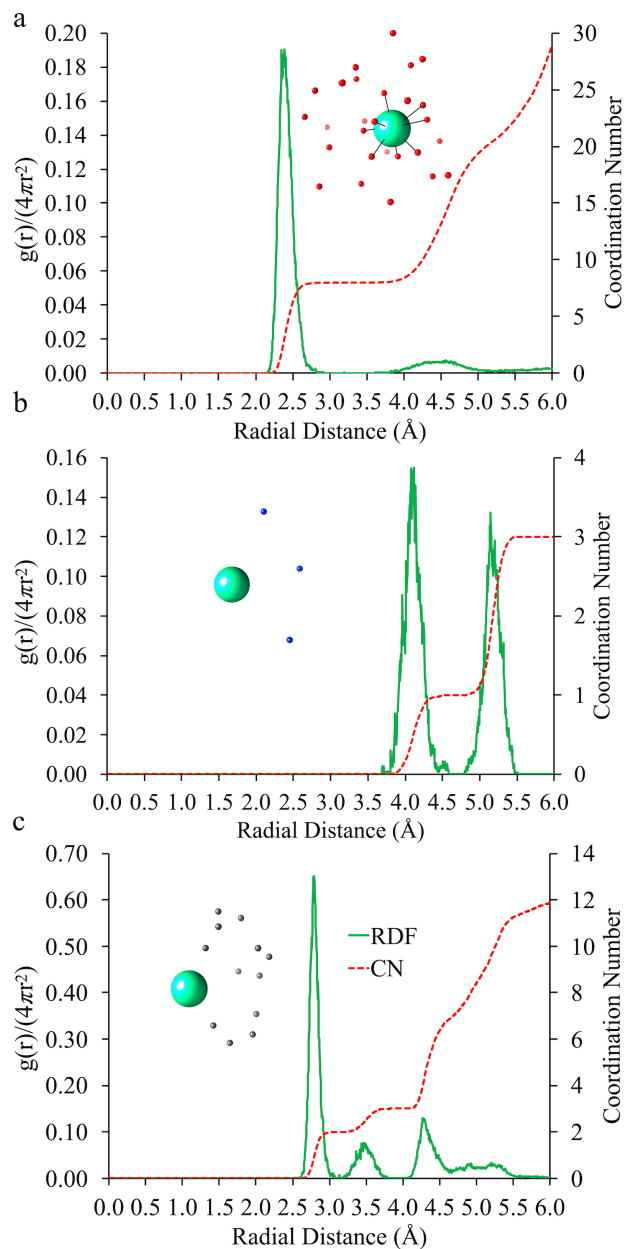 a
0.20
0.18
0.16
0.14
0.12
0.10
0.08
0.06
0.04
0.02
0.00
g(r)/(4πr²)
30
25
20
15
10
5
0
Coordination Number
0.0 0.5 1.0 1.5 2.0 2.5 3.0 3.5 4.0 4.5 5.0 5.5 6.0
Radial Distance (Å)
b
0.16
0.14
0.12
0.10
0.08
0.06
0.04
0.02
0.00
g(r)/(4πr²)
4
3
2
1
0
Coordination Number
0.0 0.5 1.0 1.5 2.0 2.5 3.0 3.5 4.0 4.5 5.0 5.5 6.0
Radial Distance (Å)
c
0.70
0.60
0.50
0.40
0.30
0.20
0.10
0.00
g(r)/(4πr²)
RDF
CN
14
12
10
8
6
4
2
0
Coordination Number
0.0 0.5 1.0 1.5 2.0 2.5 3.0 3.5 4.0 4.5 5.0 5.5 6.0
Radial Distance (Å)